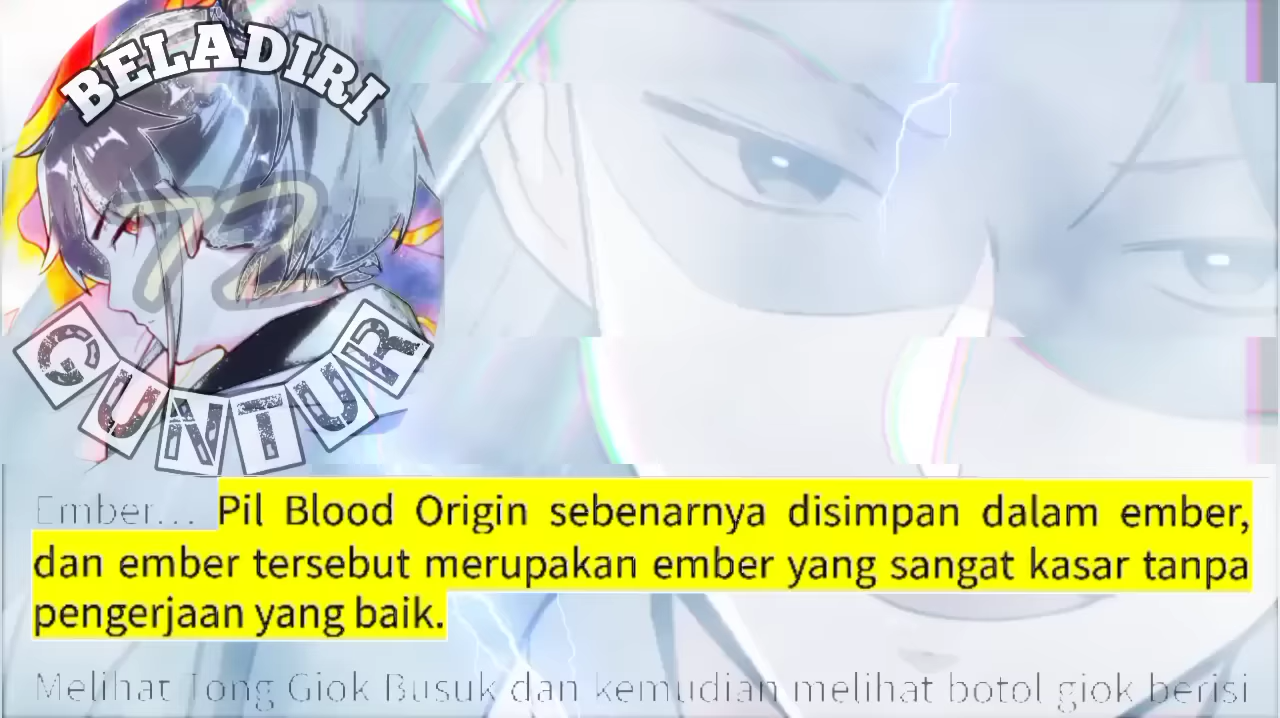 BELADIRI
72
GUNTUR
Ember... Pil Blood Origin sebenarnya disimpan dalam ember,
dan ember tersebut merupakan ember yang sangat kasar tanpa
pengerjaan yang baik.
Melihat Tong Giok Busuk dan kemudian melihat botol giok berisi